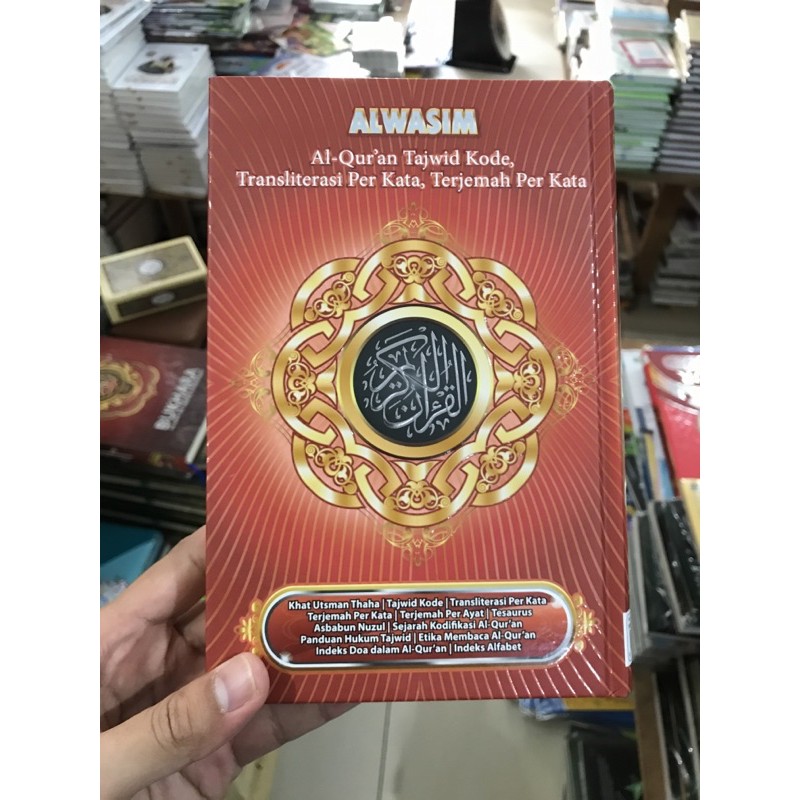 ALWASIM
Al-Qur'an Tajwid Kode,
Transliterasi Per Kata, Terjemah Per Kata
القرآن الكريم
Khat Utsman Thaha | Tajwid Kode | Transliterasi Per Kata
Terjemah Per Kata | Terjemah Per Ayat | Tesaurus
Asbabun Nuzul | Sejarah Kodifikasi Al-Qur'an
Panduan Hukum Tajwid | Etika Membaca Al-Qur'an
Indeks Doa dalam Al-Qur'an | Indeks Alfabet
BUKHARA